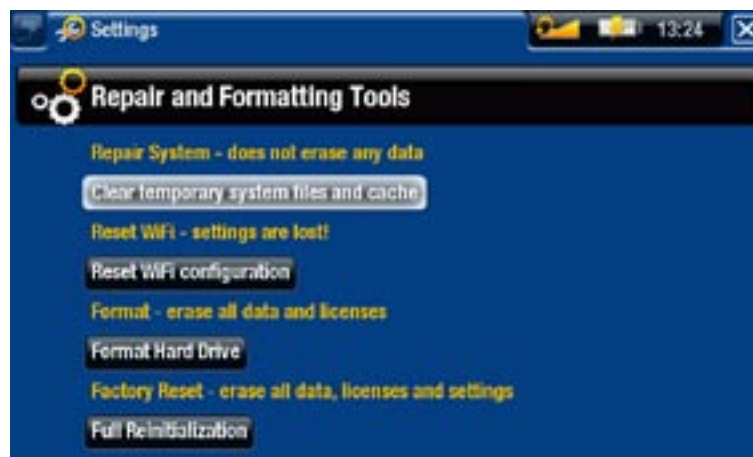 Settings
13:24
Repair and Formatting Tools
Repair System - does not erase any data
Clear temporary system files and cache
Reset WiFi - settings are lost!
Reset WiFi configuration
Format - erase all data and licenses
Format Hard Drive
Factory Reset - erase all data, licenses and settings
Full Reinitialization